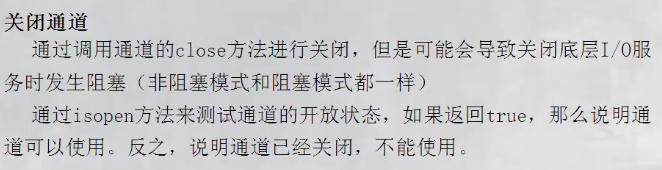 关闭通道
通过调用通道的close方法进行关闭，但是可能会导致关闭底层I/O服
务时发生阻塞（非阻塞模式和阻塞模式都一样）
通过isopen方法来测试通道的开放状态，如果返回true，那么说明通
道可以使用。反之，说明通道已经关闭，不能使用。